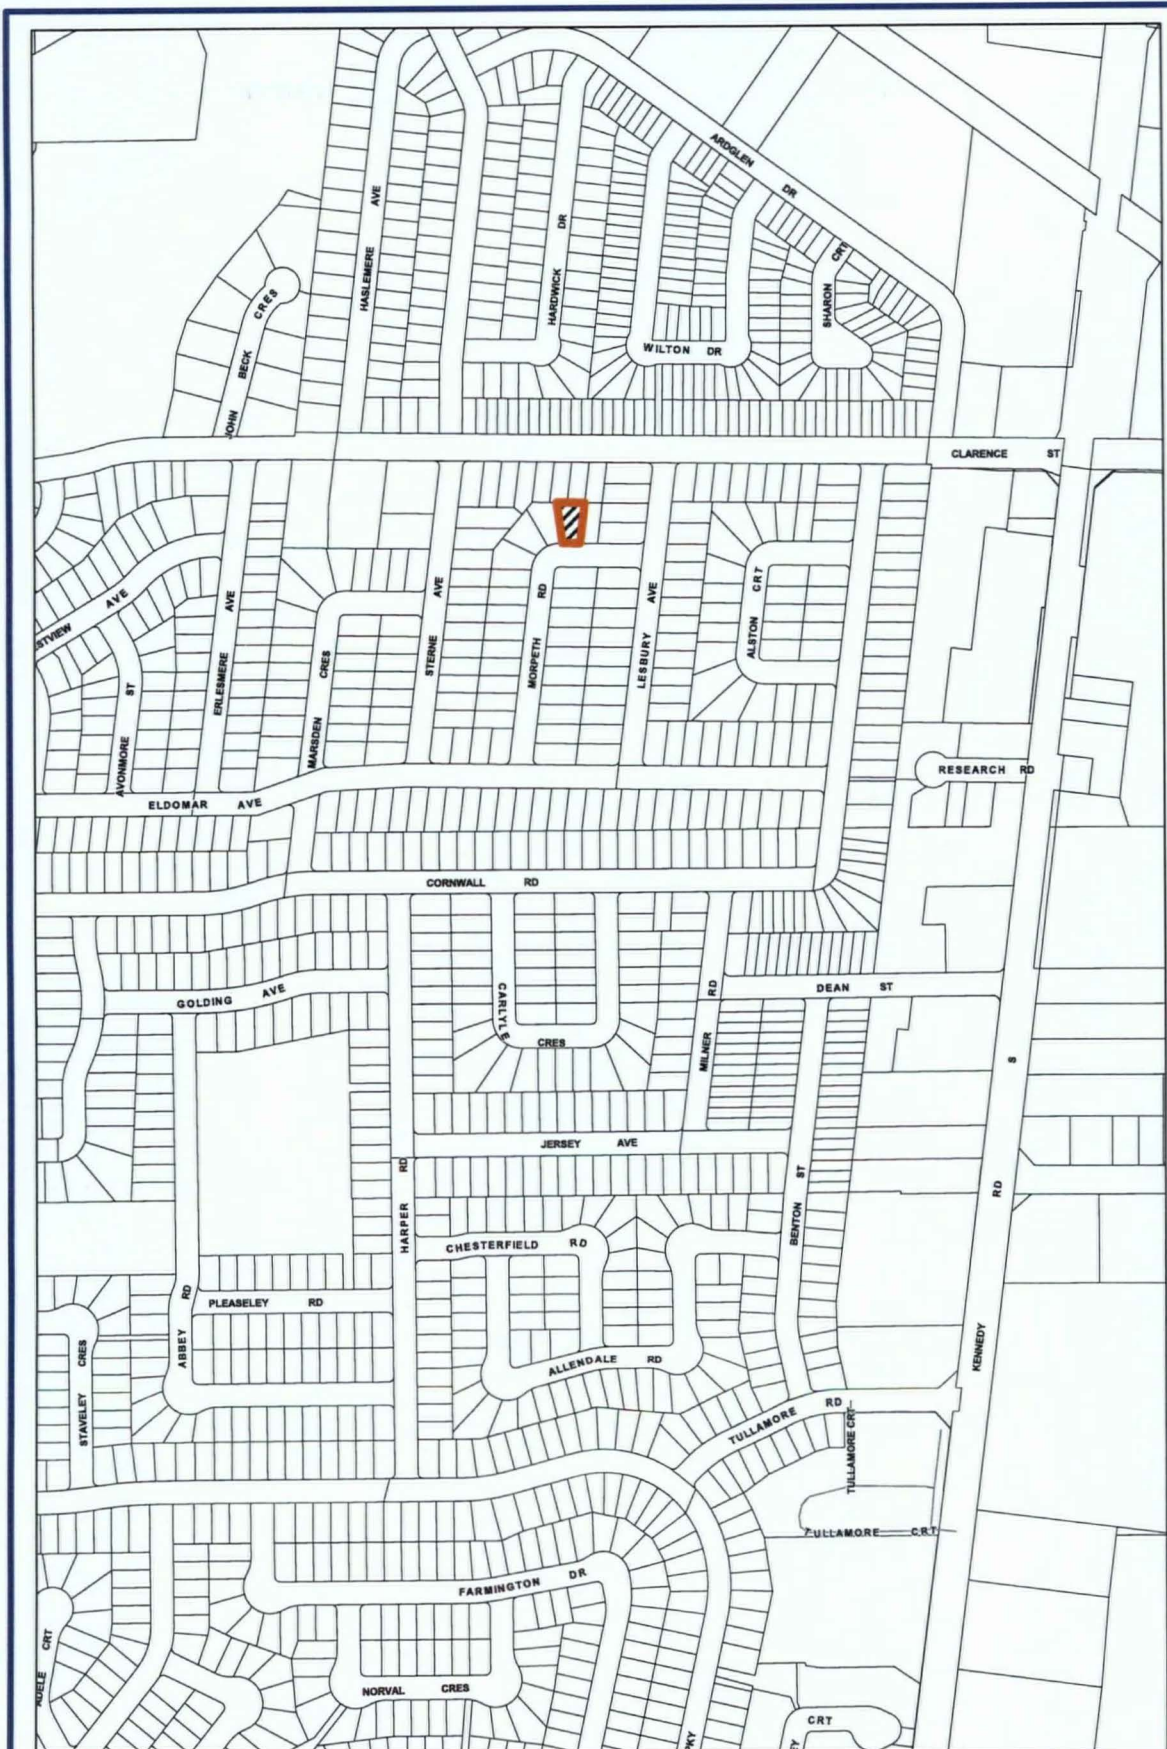 ARDGLEN DR
HASLEMERE AVE
HARDWICK DR
SHARON CRT
JOHN BECK CRES
WILTON DR
CLARENCE ST
STVIEW AVE
AVONMORE ST
ERLESMERE AVE
MARSDEN CRES
STERNE AVE
MORPETH RD
LESBURY AVE
ALSTON CRT
RESEARCH RD
ELDOMAR AVE
CORNWALL RD
GOLDING AVE
CARLYLE CRES
MILNER RD
DEAN ST
JERSEY AVE
HARPER RD
BENTON ST
KENNEDY RD S
CHESTERFIELD RD
PLEASELEY RD
ABBEY RD
STAVELEY CRES
ALLENDALE RD
TULLAMORE RD
TULLAMORE CRT
TULLAMORE CRT
FARMINGTON DR
ADELE CRT
NORVAL CRES
PKY
CRT